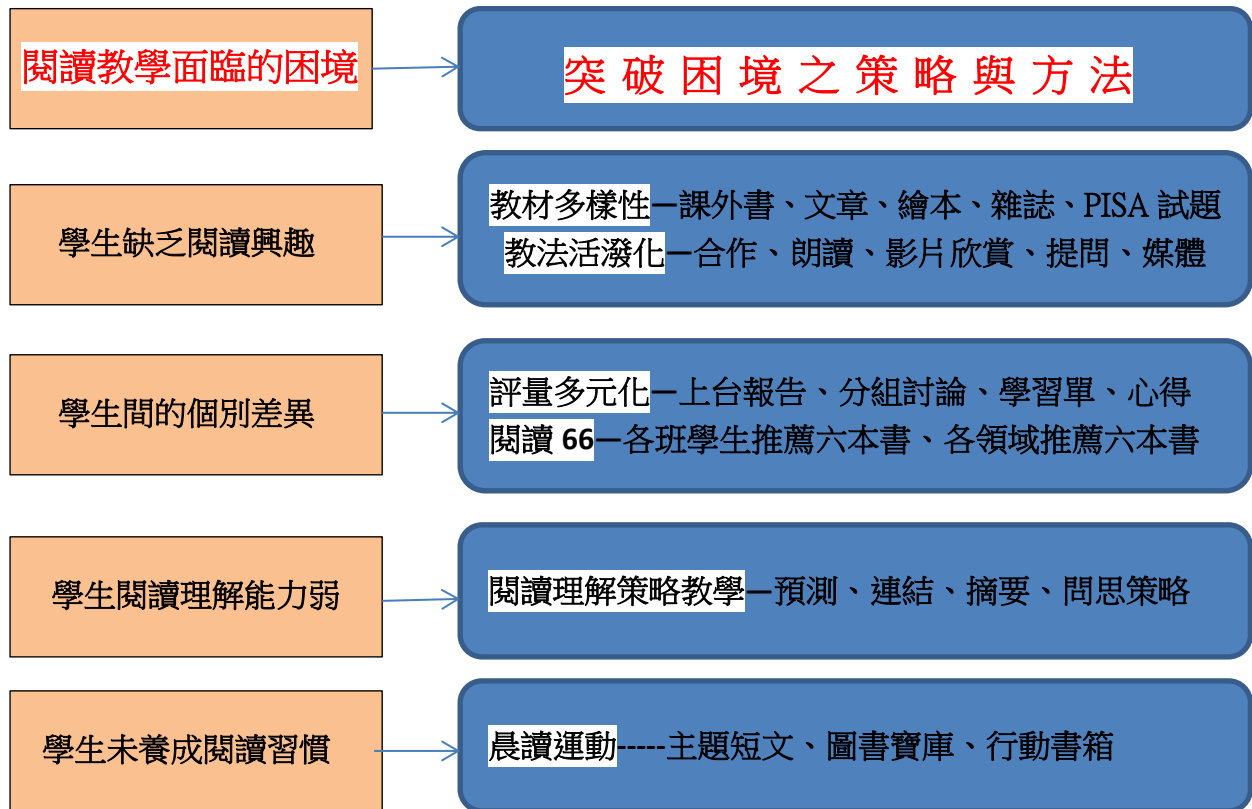 閱讀教學面臨的困境
突破困境之策略與方法
學生缺乏閱讀興趣
教材多樣性—課外書、文章、繪本、雜誌、PISA 試題
教法活潑化—合作、朗讀、影片欣賞、提問、媒體
學生間的個別差異
評量多元化—上台報告、分組討論、學習單、心得
閱讀 66—各班學生推薦六本書、各領域推薦六本書
學生閱讀理解能力弱
閱讀理解策略教學—預測、連結、摘要、問思策略
學生未養成閱讀習慣
晨讀運動-----主題短文、圖書寶庫、行動書箱